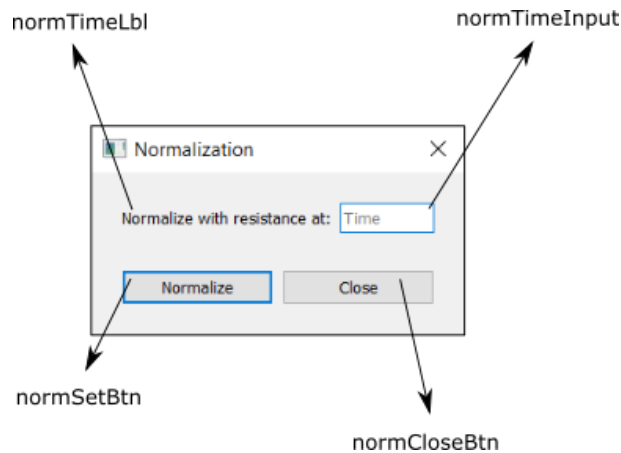 normTimeLbl
normTimeInput
Normalization
Normalize with resistance at: Time
Normalize Close
normSetBtn
normCloseBtn